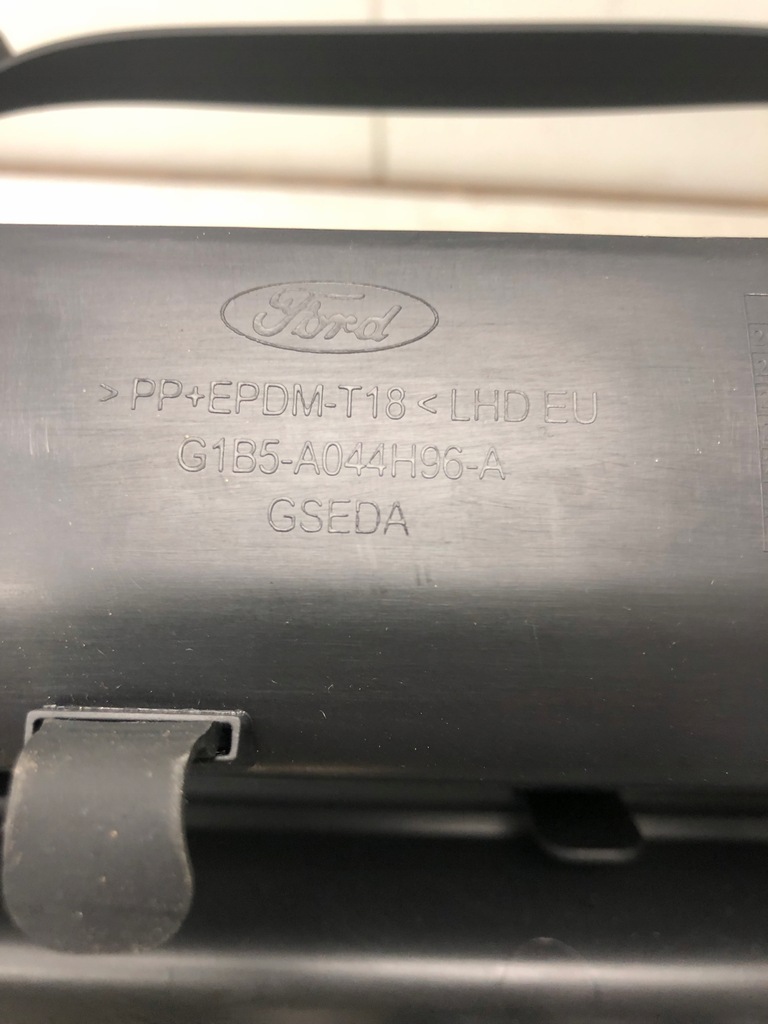 Ford
>PP+EPDM-T18< LHD EU
G1B5-A044H96-A
GSEDA